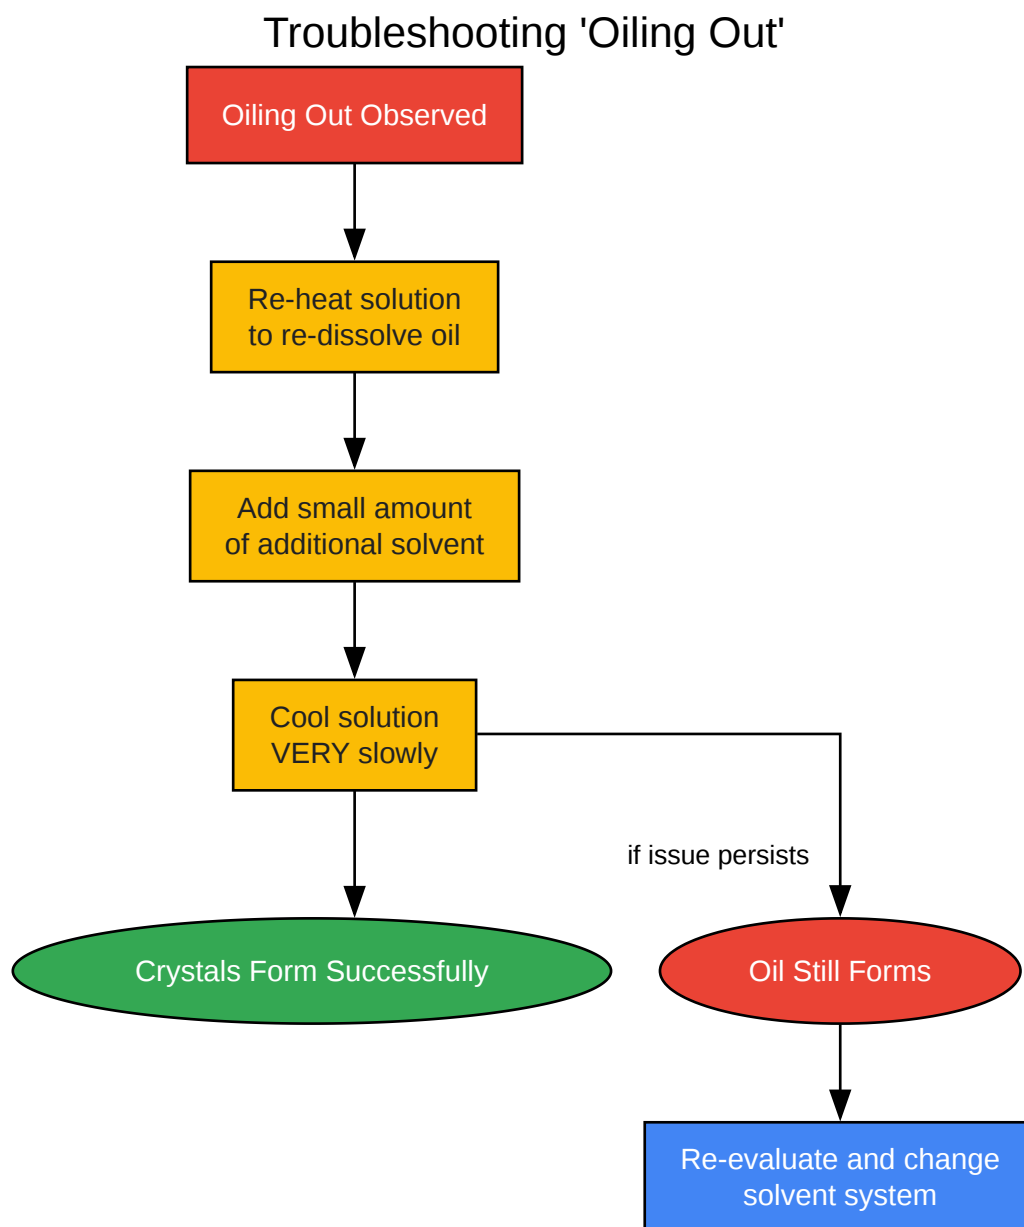 Troubleshooting 'Oiling Out'
Oiling Out Observed
Re-heat solution
to re-dissolve oil
Add small amount
of additional solvent
Cool solution
VERY slowly
if issue persists
Crystals Form Successfully
Oil Still Forms
Re-evaluate and change
solvent system